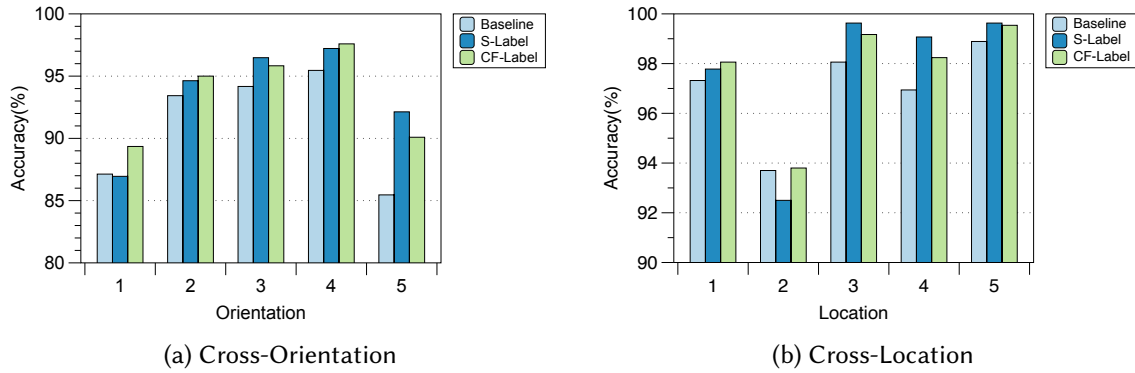 100
95
90
85
80
Accuracy(%)
1 2 3 4 5
Orientation
Baseline
S-Label
CF-Label
(a) Cross-Orientation
100
98
96
94
92
90
Accuracy(%)
1 2 3 4 5
Location
Baseline
S-Label
CF-Label
(b) Cross-Location